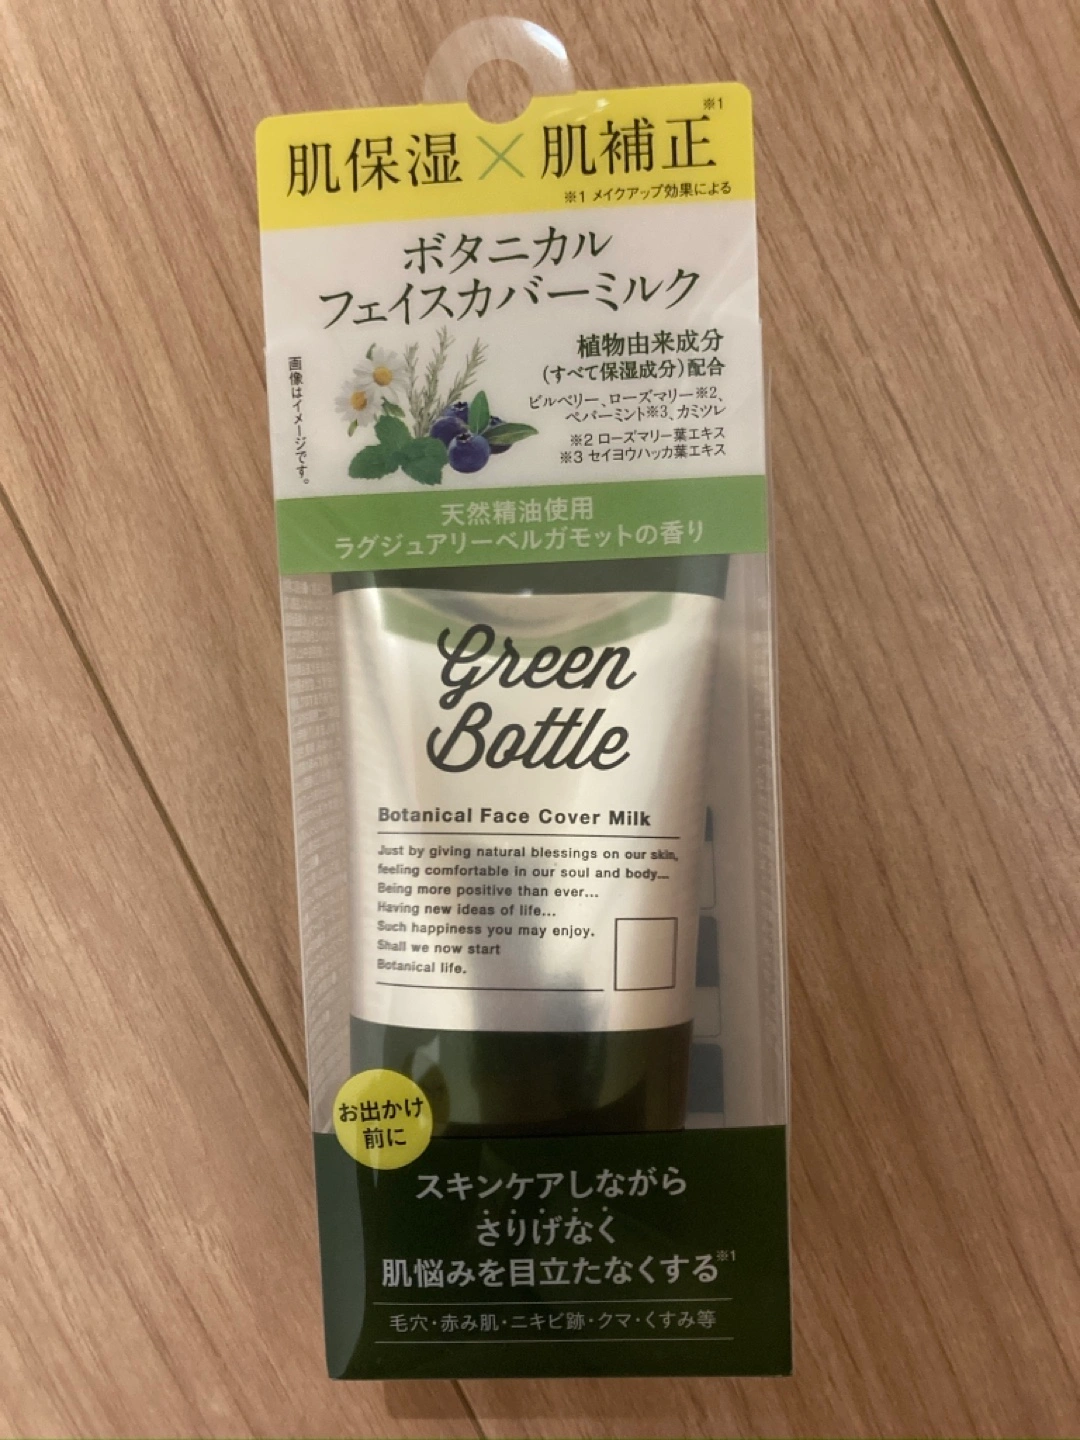 肌保湿×肌補正※1
※1 メイクアップ効果による
ボタニカル
フェイスカバーミルク
植物由来成分
(すべて保湿成分)配合
ビルベリー、ローズマリー※2、
ペパーミント※3、カミツレ
※2 ローズマリー葉エキス
※3 セイヨウハッカ葉エキス
画像はイメージです。
天然精油使用
ラグジュアリーベルガモットの香り
Green
Bottle
Botanical Face Cover Milk
Just by giving natural blessings on our skin,
feeling comfortable in our soul and body...
Being more positive than ever...
Having new ideas of life...
Such happiness you may enjoy.
Shall we now start
Botanical life.
お出かけ
前に
スキンケアしながら
さりげなく
肌悩みを目立たなくする※1
毛穴・赤み肌・ニキビ跡・クマ・くすみ等